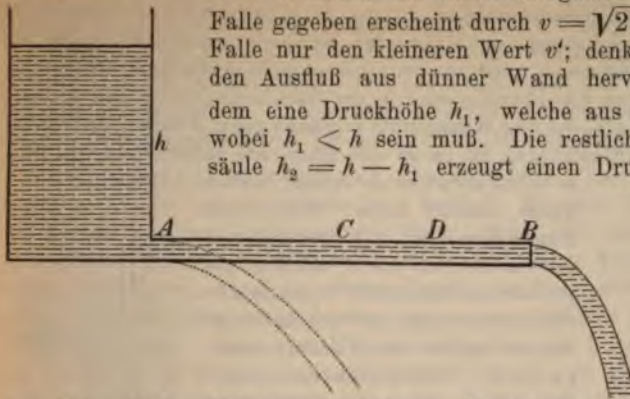 Falle gegeben erscheint durch v = √2
Falle nur den kleineren Wert v'; denk
den Ausfluß aus dünner Wand herv
dem eine Druckhöhe h₁, welche aus
wobei h₁ < h sein muß. Die restlich
säule h₂ = h — h₁ erzeugt einen Dru
h
A C D B